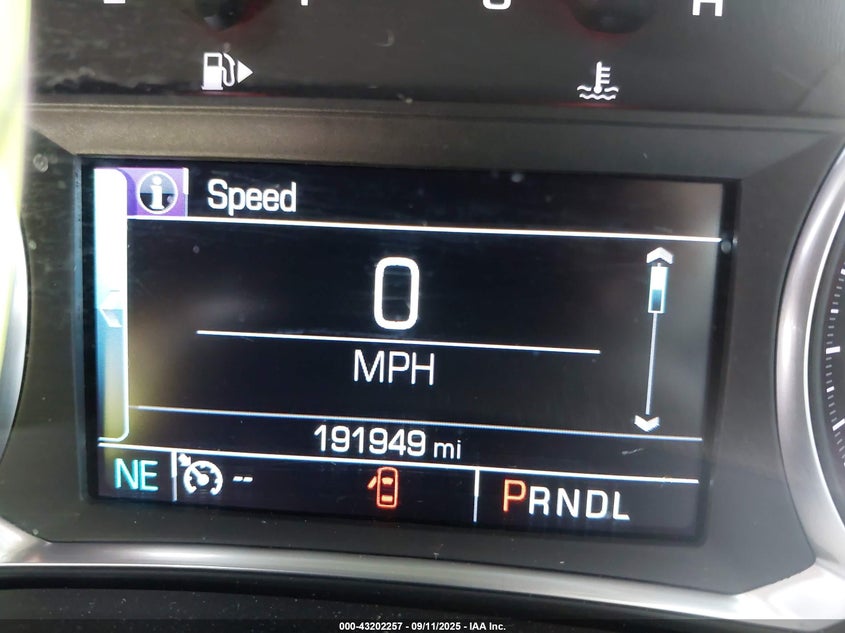 H
Speed
0
MPH
191949 mi
NE -- PRNDL
000-43202257 - 09/11/2025 - IAA Inc.